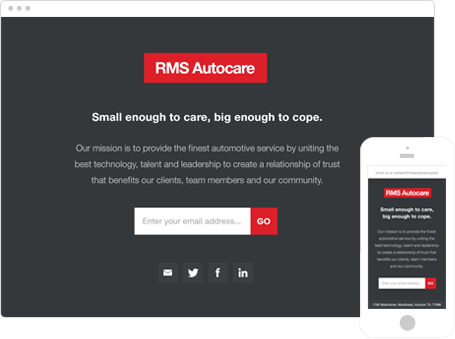 RMS Autocare
Small enough to care, big enough to cope.
Our mission is to provide the finest automotive service by uniting the
best technology, talent and leadership to create a relationship of trust
that benefits our clients, team members and our community.
Enter your email address... GO
f in
RMS Autocare
Small enough to care,
big enough to cope.
Our mission is to provide the finest automotive
service by uniting the best
technology, talent and leadership
to create a relationship of trust that
benefits our clients, team members
and our community.
Enter your email address... GO